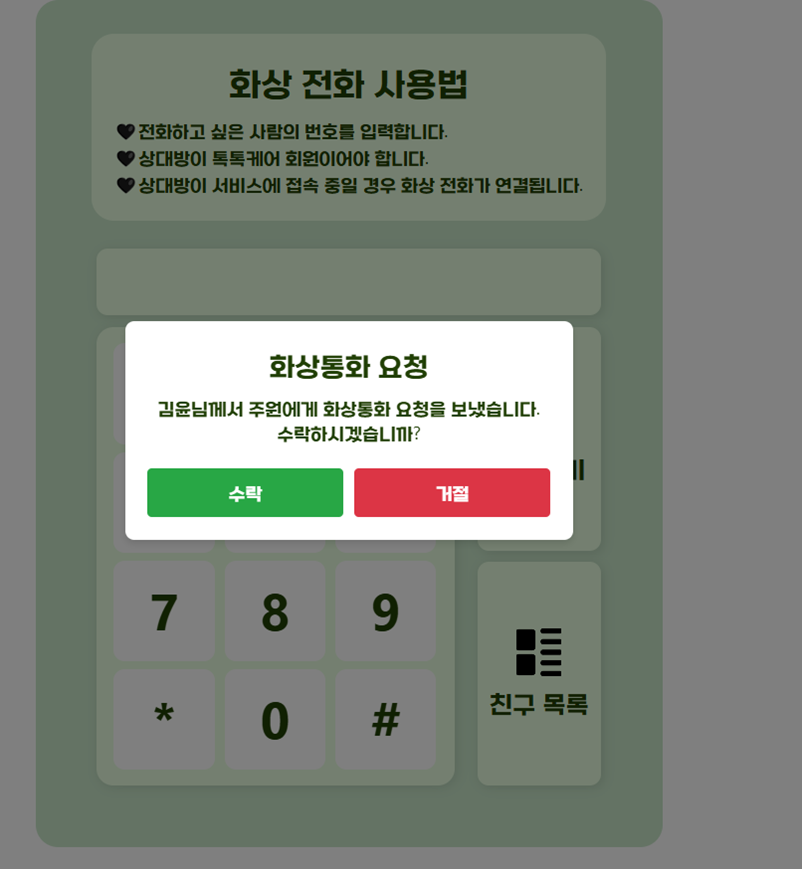 화상 전화 사용법
🖤 전화하고 싶은 사람의 번호를 입력합니다.
🖤 상대방이 톡톡케어 회원이어야 합니다.
🖤 상대방이 서비스에 접속 중일 경우 화상 전화가 연결됩니다.
화상통화 요청
김윤님께서 주원에게 화상통화 요청을 보냈습니다.
수락하시겠습니까?
수락 거절
7 8 9
* 0 #
친구 목록